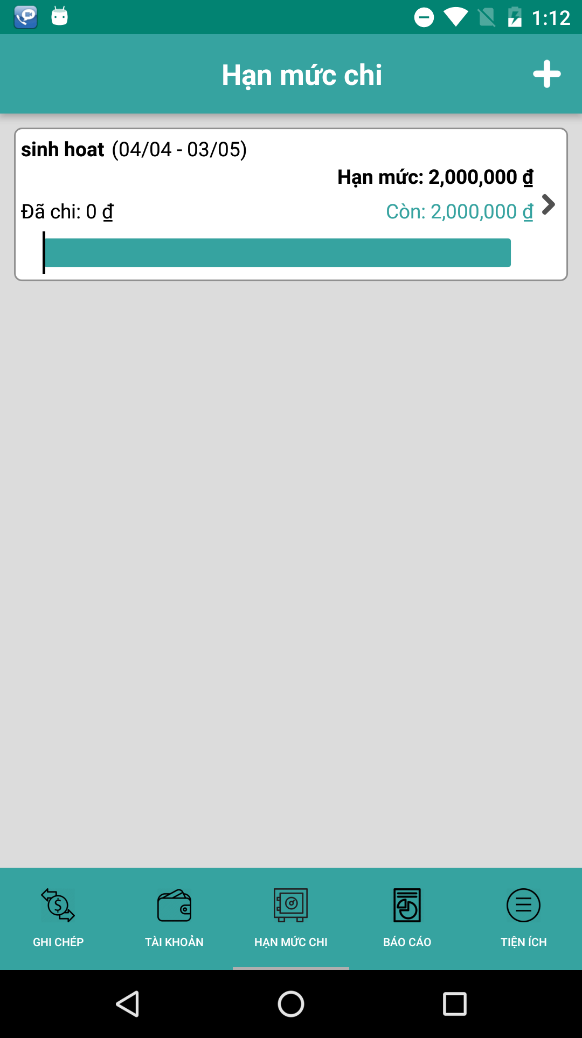 1:12
Hạn mức chi
sinh hoat (04/04 - 03/05)
Hạn mức: 2,000,000 ₫
Đã chi: 0 ₫ Còn: 2,000,000 ₫
GHI CHÉP TÀI KHOẢN HẠN MỨC CHI BÁO CÁO TIỆN ÍCH